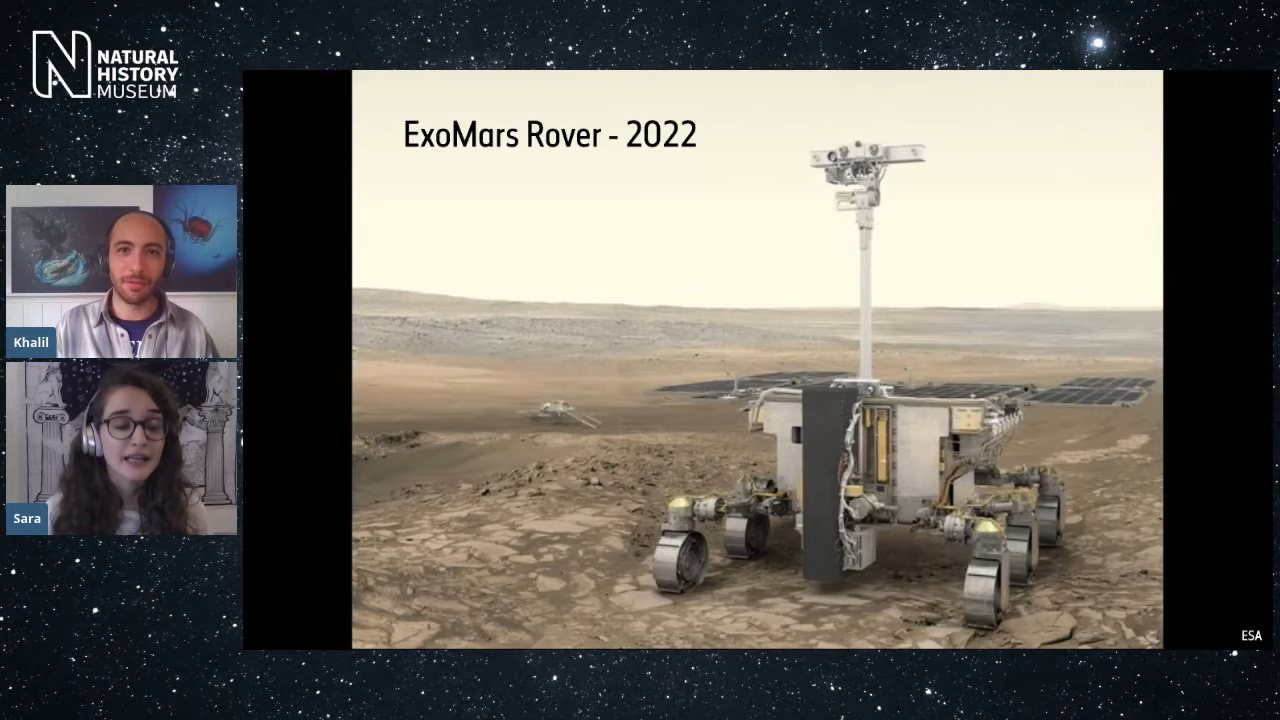 NATURAL
HISTORY
MUSEUM
ExoMars Rover - 2022
Khalil
Sara
ESA